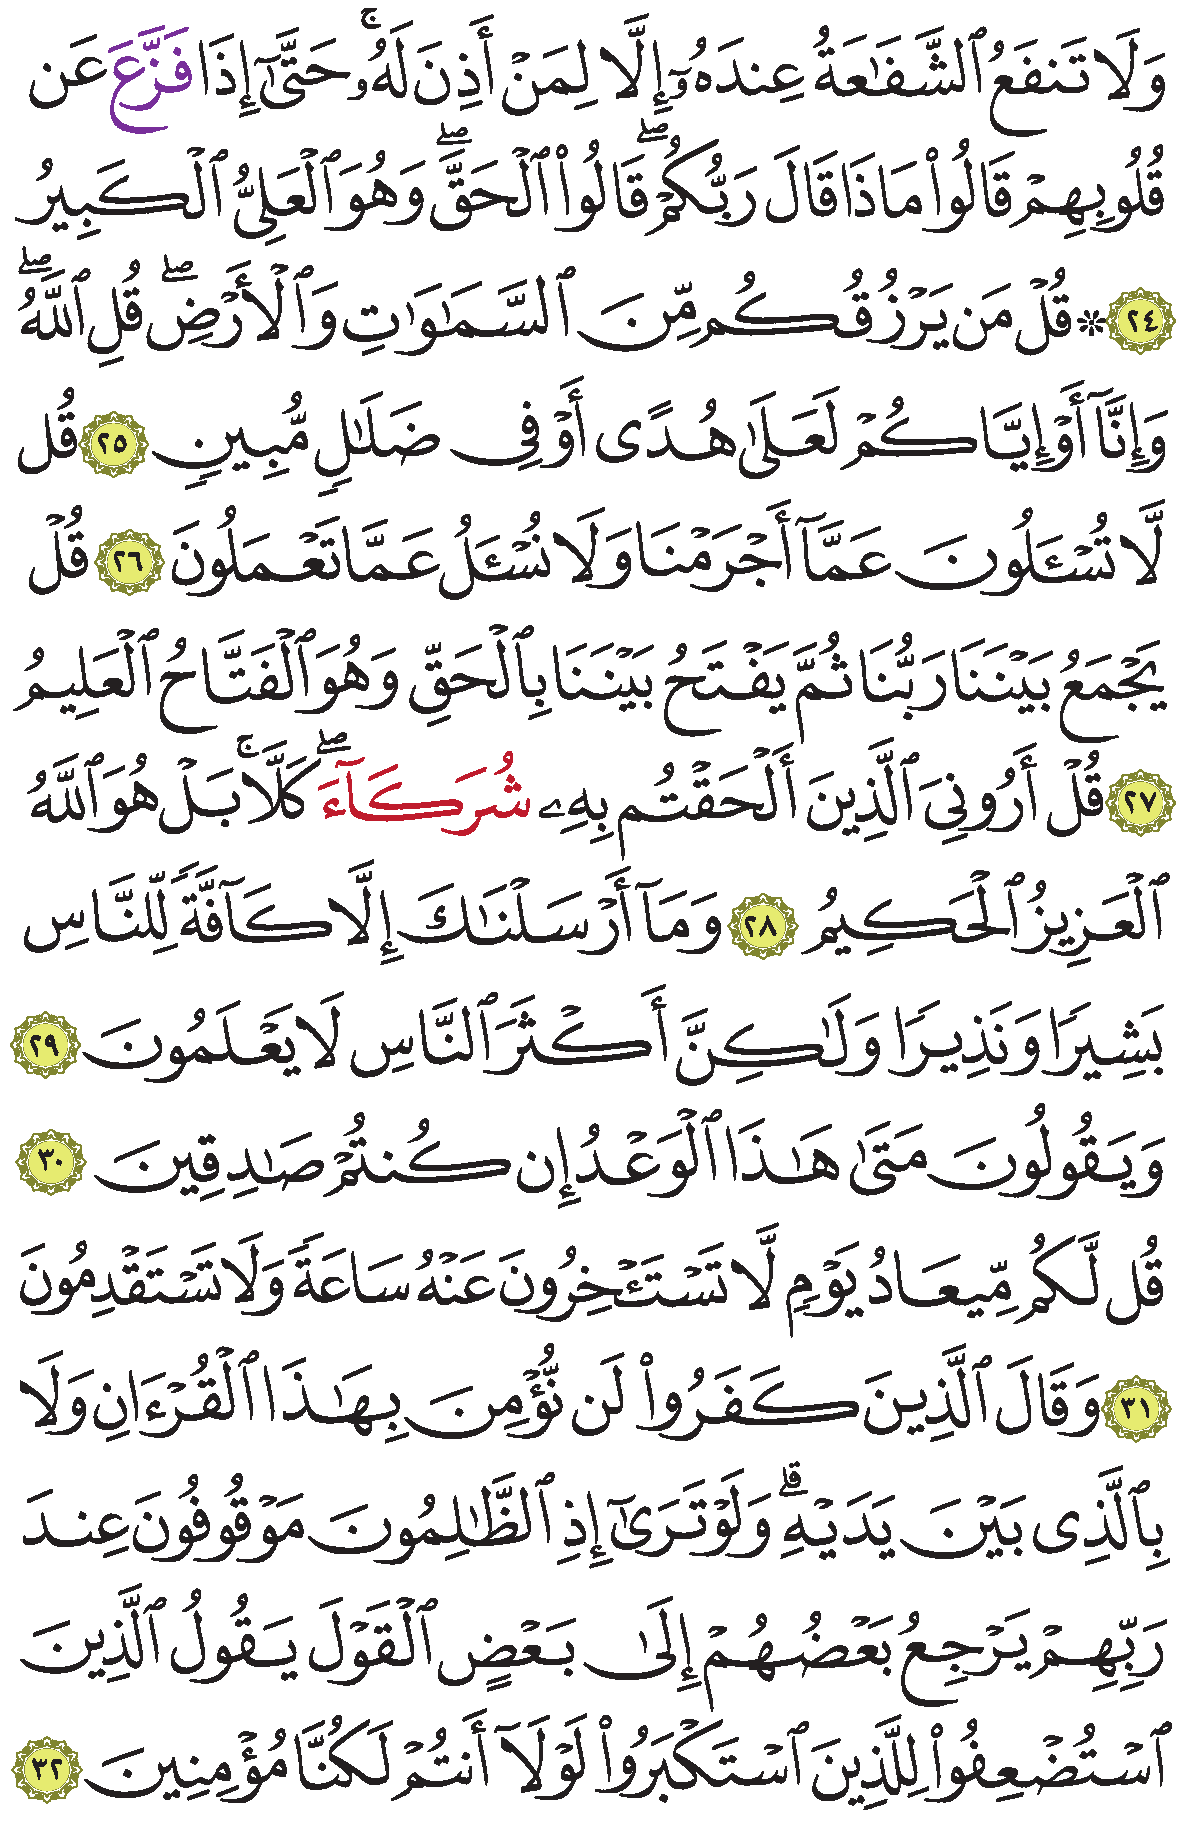 وَلَا تَنفَعُ ٱلشَّفَٰعَةُ عِندَهُۥٓ إِلَّا لِمَنْ أَذِنَ لَهُۥۚ حَتَّىٰٓ إِذَا فَزَّعَ عَن
قُلُوبِهِمْ قَالُوا۟ مَاذَا قَالَ رَبُّكُمْۖ قَالُوا۟ ٱلْحَقَّۖ وَهُوَ ٱلْعَلِىُّ ٱلْكَبِيرُ
٢٤ ۞ قُلْ مَن يَرْزُقُكُم مِّنَ ٱلسَّمَٰوَٰتِ وَٱلْأَرْضِۖ قُلِ ٱللَّهُۖ
وَإِنَّآ أَوْ إِيَّاكُمْ لَعَلَىٰ هُدًى أَوْ فِى ضَلَٰلٍ مُّبِينٍ ٢٥ قُل
لَّا تُسْـَٔلُونَ عَمَّآ أَجْرَمْنَا وَلَا نُسْـَٔلُ عَمَّا تَعْمَلُونَ ٢٦ قُلْ
يَجْمَعُ بَيْنَنَا رَبُّنَا ثُمَّ يَفْتَحُ بَيْنَنَا بِٱلْحَقِّ وَهُوَ ٱلْفَتَّاحُ ٱلْعَلِيمُ
٢٧ قُلْ أَرُونِىَ ٱلَّذِينَ أَلْحَقْتُم بِهِۦ شُرَكَآءَۖ كَلَّاۚ بَلْ هُوَ ٱللَّهُ
ٱلْعَزِيزُ ٱلْحَكِيمُ ٢٨ وَمَآ أَرْسَلْنَٰكَ إِلَّا كَآفَّةً لِّلنَّاسِ
بَشِيرًا وَنَذِيرًا وَلَٰكِنَّ أَكْثَرَ ٱلنَّاسِ لَا يَعْلَمُونَ ٢٩
وَيَقُولُونَ مَتَىٰ هَٰذَا ٱلْوَعْدُ إِن كُنتُمْ صَٰدِقِينَ ٣٠
قُل لَّكُم مِّيعَادُ يَوْمٍ لَّا تَسْتَـْٔخِرُونَ عَنْهُ سَاعَةً وَلَا تَسْتَقْدِمُونَ
٣١ وَقَالَ ٱلَّذِينَ كَفَرُوا۟ لَن نُّؤْمِنَ بِهَٰذَا ٱلْقُرْءَانِ وَلَا
بِٱلَّذِى بَيْنَ يَدَيْهِۗ وَلَوْ تَرَىٰٓ إِذِ ٱلظَّٰلِمُونَ مَوْقُوفُونَ عِندَ
رَبِّهِمْ يَرْجِعُ بَعْضُهُمْ إِلَىٰ بَعْضٍ ٱلْقَوْلَ يَقُولُ ٱلَّذِينَ
ٱسْتُضْعِفُوا۟ لِلَّذِينَ ٱسْتَكْبَرُوا۟ لَوْلَآ أَنتُمْ لَكُنَّا مُؤْمِنِينَ ٣٢